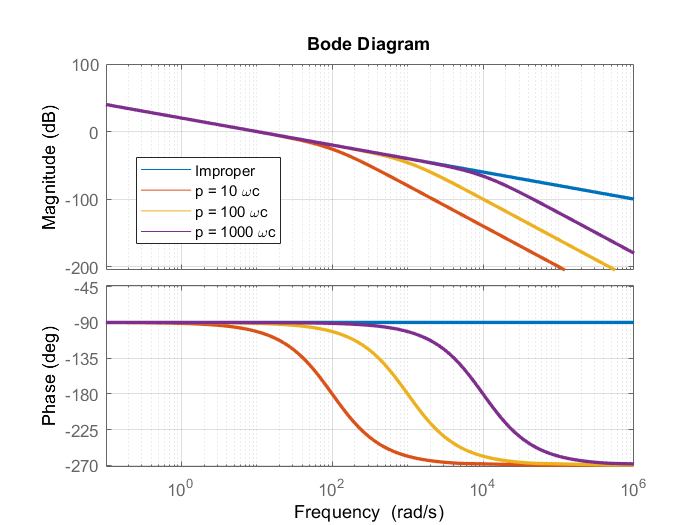 Bode Diagram
100
0
-100
-200
Magnitude (dB)
Improper
p = 10 ωc
p = 100 ωc
p = 1000 ωc
-45
-90
-135
-180
-225
-270
Phase (deg)
10^0 10^2 10^4 10^6
Frequency (rad/s)